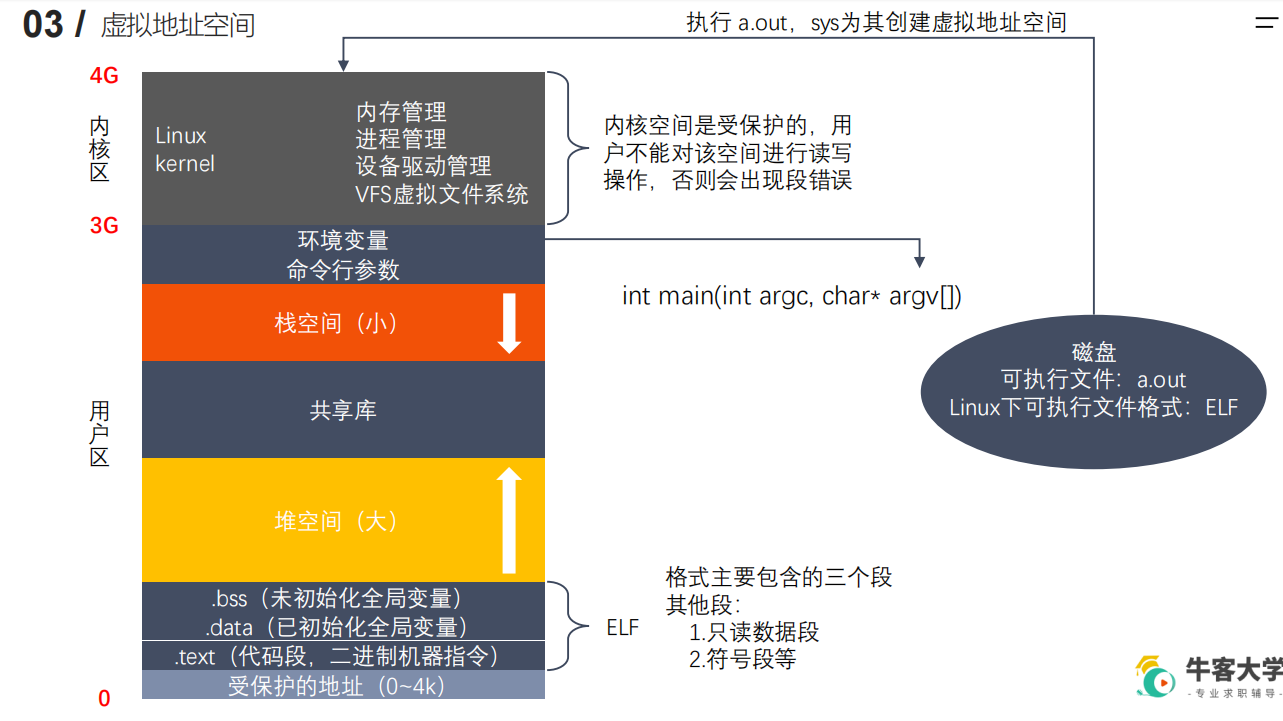 03 / 虚拟地址空间
执行 a.out，sys为其创建虚拟地址空间
4G
内核区
Linux
kernel
内存管理
进程管理
设备驱动管理
VFS虚拟文件系统
内核空间是受保护的，用
户不能对该空间进行读写
操作，否则会出现段错误
3G
环境变量
命令行参数
int main(int argc, char* argv[])
栈空间（小）
磁盘
可执行文件：a.out
Linux下可执行文件格式：ELF
用户区
共享库
堆空间（大）
.bss（未初始化全局变量）
.data（已初始化全局变量）
.text（代码段，二进制机器指令）
ELF
格式主要包含的三个段
其他段：
1.只读数据段
2.符号段等
受保护的地址（0~4k）
0
牛客大学
-专业求职辅导-